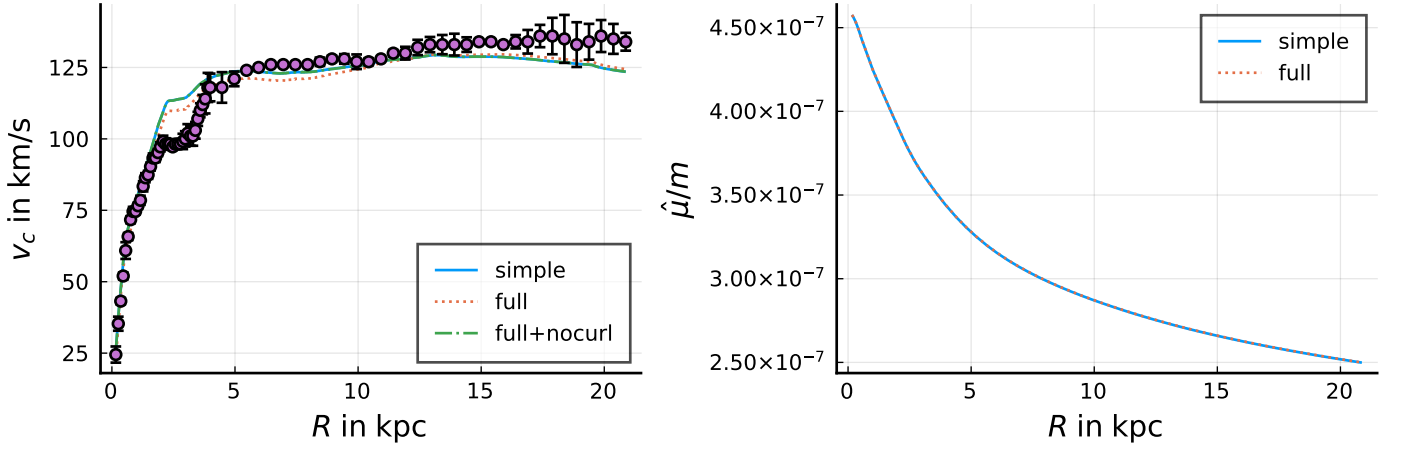 v_c in km/s
125
100
75
50
25
0
5
10
15
20
R in kpc
simple
full
full+nocurl
μ̂/m
4.50×10⁻⁷
4.00×10⁻⁷
3.50×10⁻⁷
3.00×10⁻⁷
2.50×10⁻⁷
0
5
10
15
20
R in kpc
simple
full